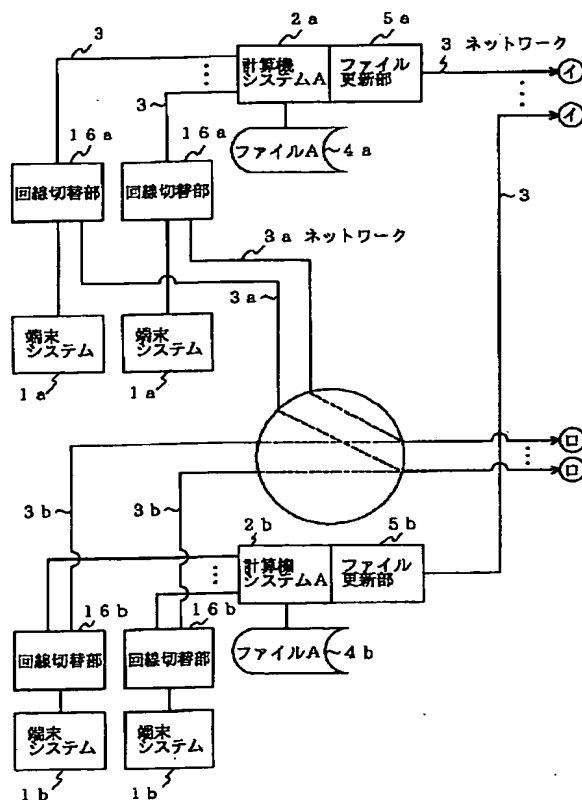 2a
5a
3
3 ネットワーク
計算機
システムA
ファイル
更新部
イ
3
イ
16a
16a
ファイルA
4a
回線切替部
回線切替部
3
3a ネットワーク
3a
端末
システム
端末
システム
1a
1a
ロ
ロ
3b
3b
2b
5b
計算機
システムA
ファイル
更新部
16b
16b
回線切替部
回線切替部
ファイルA
4b
端末
システム
端末
システム
1b
1b